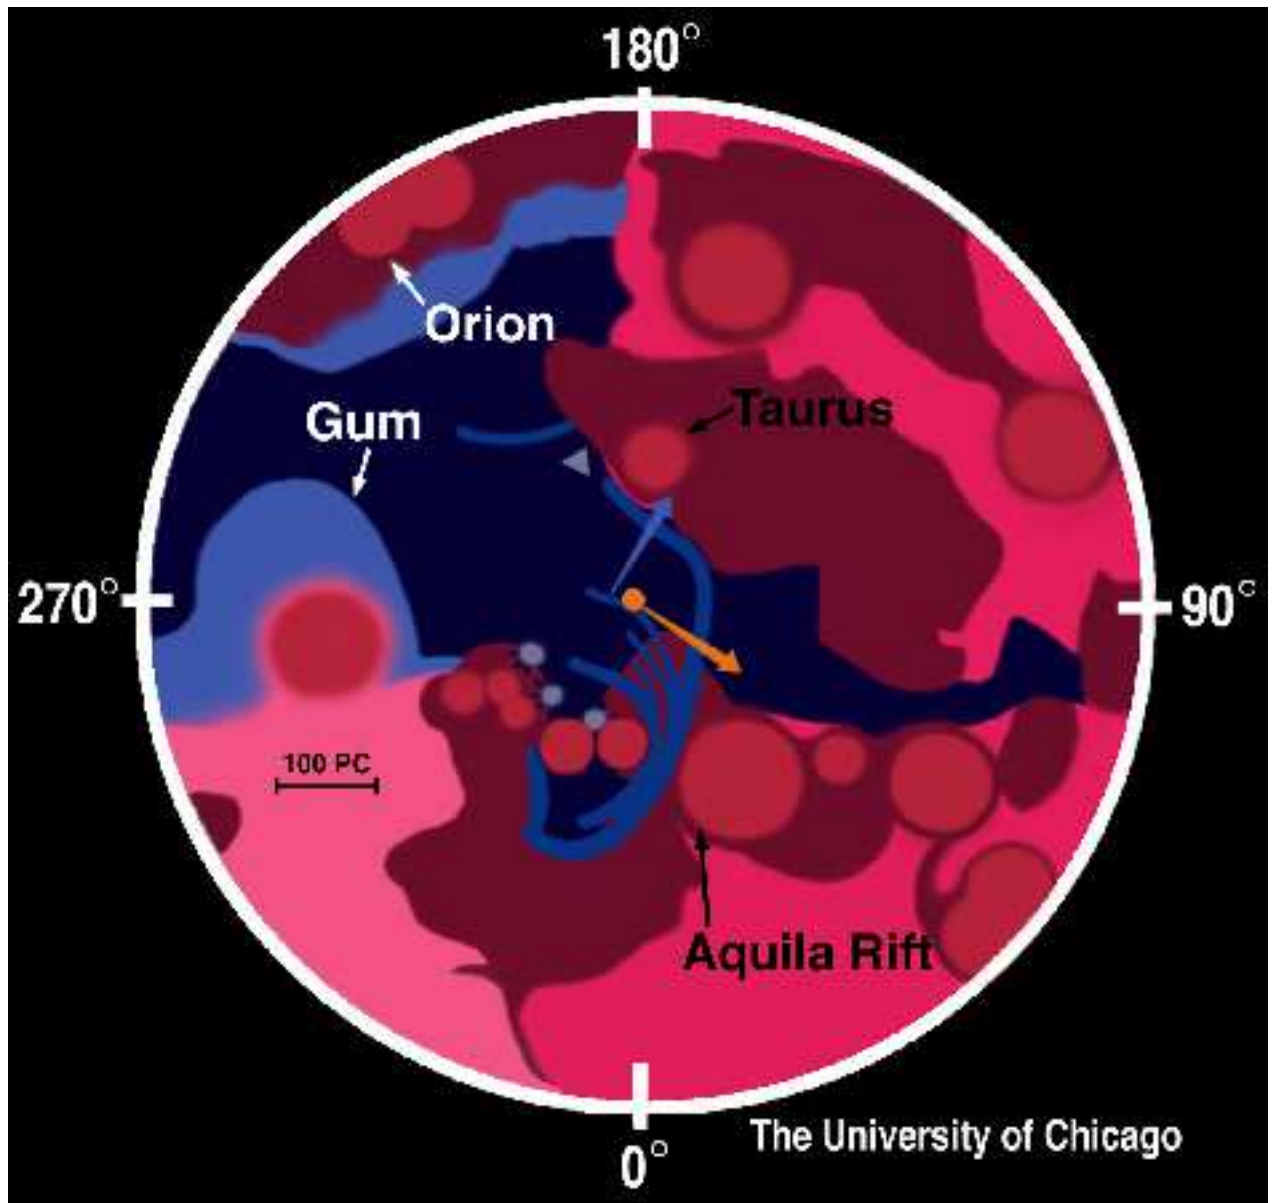 180°
Orion
Taurus
Gum
270°
90°
100 PC
Aquila Rift
0°
The University of Chicago